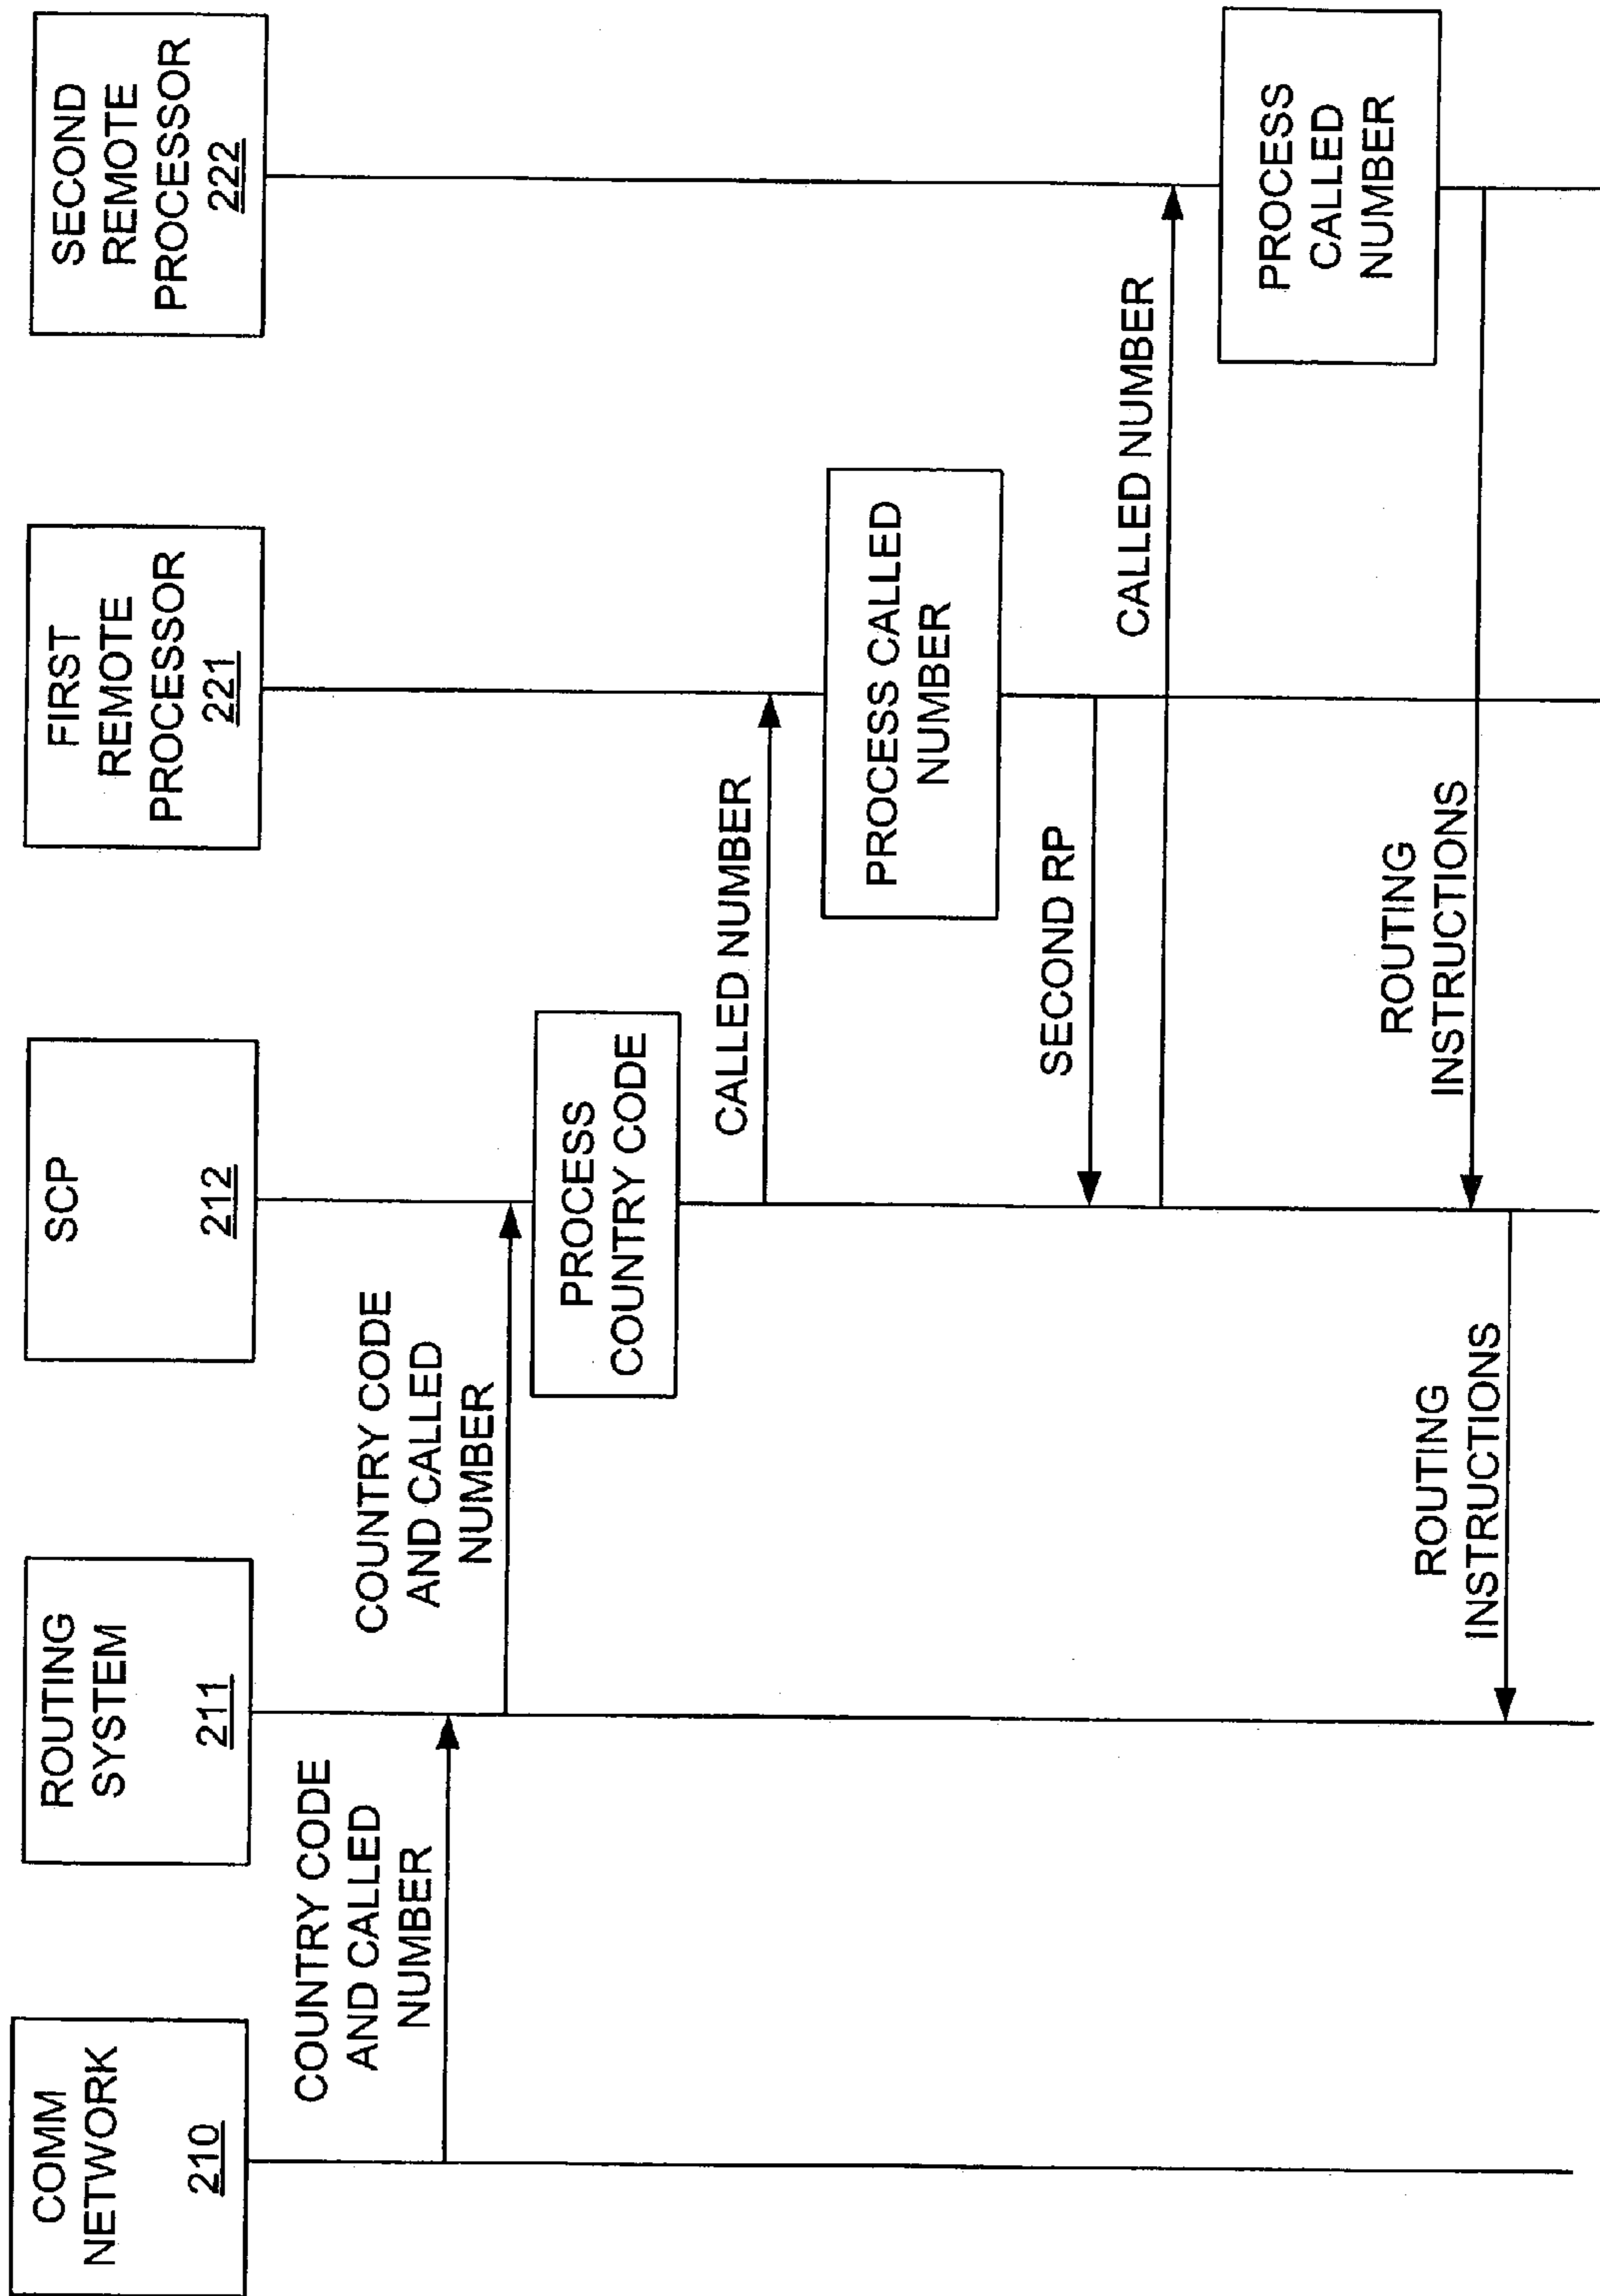 COMM
NETWORK
210
ROUTING
SYSTEM
211
SCP
212
FIRST
REMOTE
PROCESSOR
221
SECOND
REMOTE
PROCESSOR
222
COUNTRY CODE
AND CALLED
NUMBER
COUNTRY CODE
AND CALLED
NUMBER
PROCESS
COUNTRY CODE
CALLED NUMBER
PROCESS CALLED
NUMBER
SECOND RP
CALLED NUMBER
PROCESS
CALLED
NUMBER
ROUTING
INSTRUCTIONS
ROUTING
INSTRUCTIONS